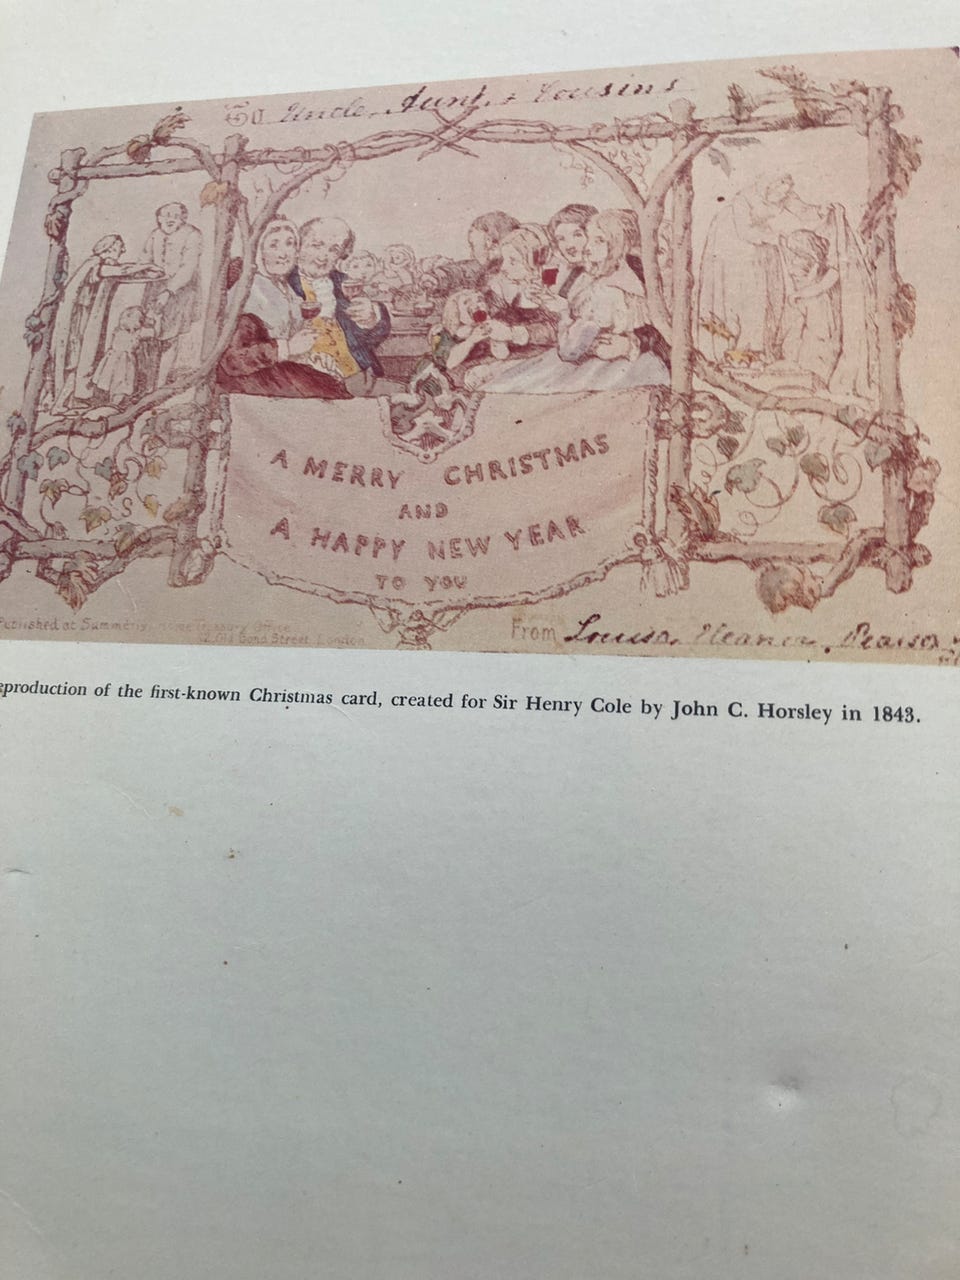 To Uncle, Aunt, & Cousins
A MERRY CHRISTMAS
AND
A HAPPY NEW YEAR
TO YOU
Published at Summerly's Home Treasury Office
12 Old Bond Street, London
From Louisa, Eleanor,
eproduction of the first-known Christmas card, created for Sir Henry Cole by John C. Horsley in 1843.